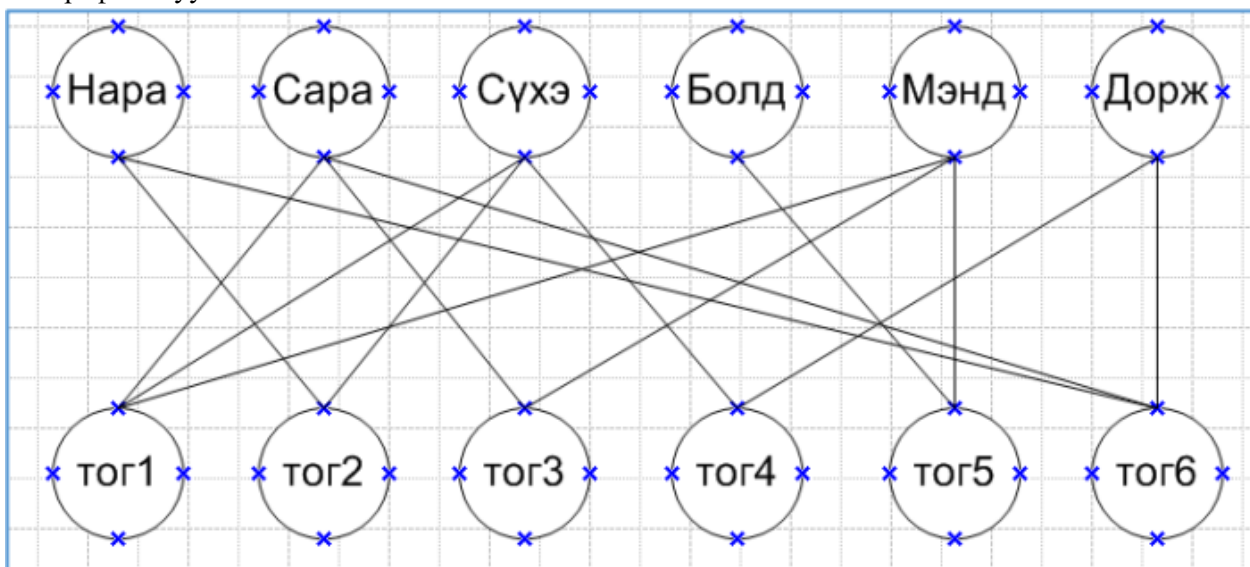 Нара Сара Сүхэ Болд Мэнд Дорж
тог1 тог2 тог3 тог4 тог5 тог6